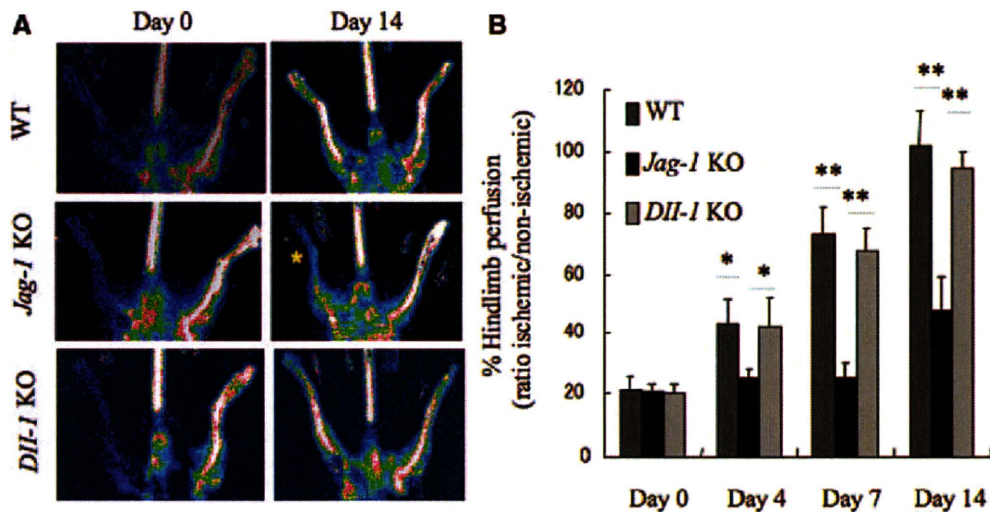 A
Day 0
Day 14
WT
Jag-1 KO
Dll-1 KO
*
B
% Hindlimb perfusion
(ratio ischemic/non-ischemic)
120
100
80
60
40
20
0
WT
Jag-1 KO
Dll-1 KO
* *
** **
** **
Day 0 Day 4 Day 7 Day 14